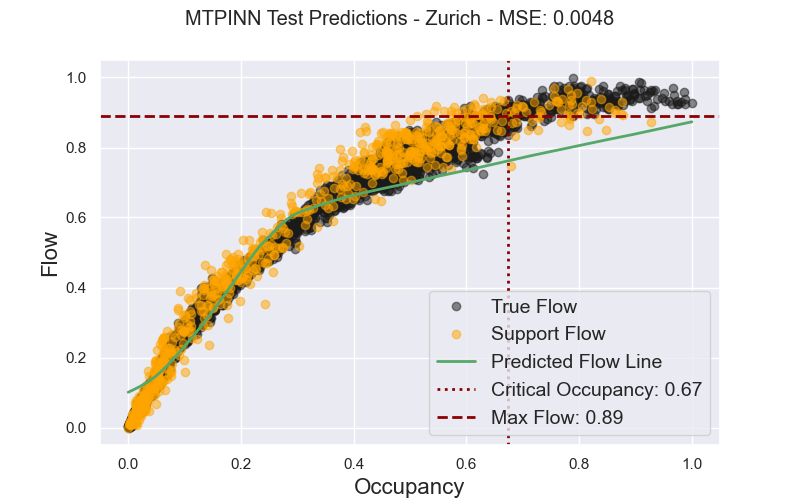 MTPINN Test Predictions - Zurich - MSE: 0.0048
1.0
0.8
0.6
0.4
0.2
0.0
Flow
True Flow
Support Flow
Predicted Flow Line
Critical Occupancy: 0.67
Max Flow: 0.89
0.0 0.2 0.4 0.6 0.8 1.0
Occupancy